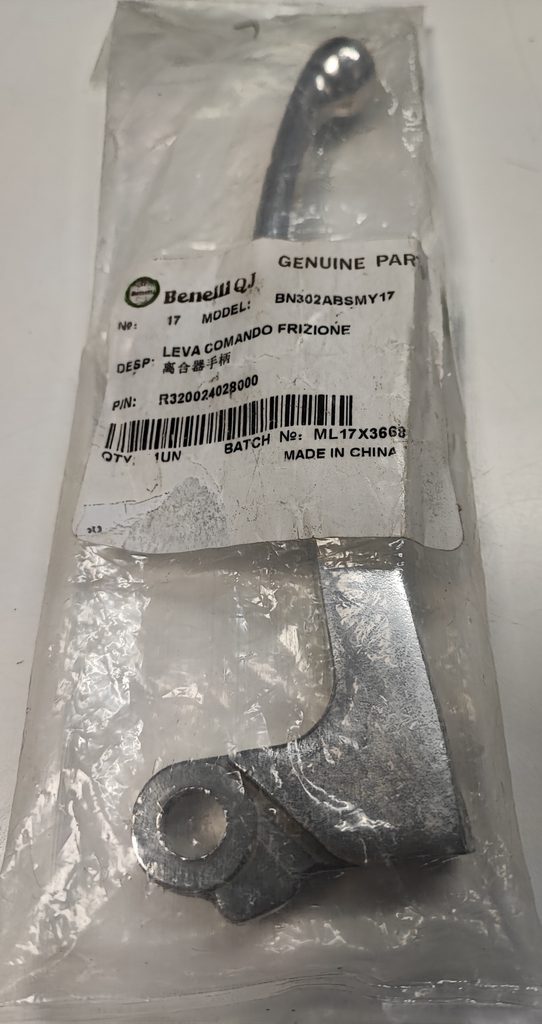 GENUINE PAR
Benelli QJ
Nº: 17 MODEL: BN302ABSMY17
DESP: LEVA COMANDO FRIZIONE
离合器手柄
P/N: R320024028000
QTY: 1UN BATCH Nº: ML17X3668
MADE IN CHINA